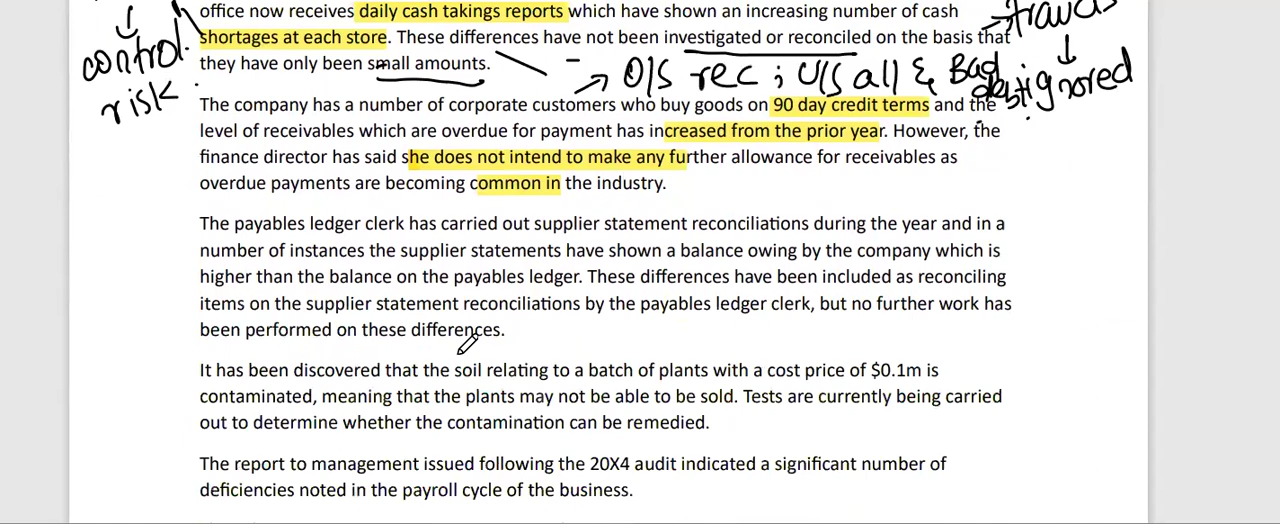 office now receives daily cash takings reports which have shown an increasing number of cash
shortages at each store. These differences have not been investigated or reconciled on the basis that
they have only been small amounts.
control
risk
fraud
ignored
O/S rec ; U/S all & Bad
debt
The company has a number of corporate customers who buy goods on 90 day credit terms and the
level of receivables which are overdue for payment has increased from the prior year. However, the
finance director has said she does not intend to make any further allowance for receivables as
overdue payments are becoming common in the industry.
The payables ledger clerk has carried out supplier statement reconciliations during the year and in a
number of instances the supplier statements have shown a balance owing by the company which is
higher than the balance on the payables ledger. These differences have been included as reconciling
items on the supplier statement reconciliations by the payables ledger clerk, but no further work has
been performed on these differences.
It has been discovered that the soil relating to a batch of plants with a cost price of $0.1m is
contaminated, meaning that the plants may not be able to be sold. Tests are currently being carried
out to determine whether the contamination can be remedied.
The report to management issued following the 20X4 audit indicated a significant number of
deficiencies noted in the payroll cycle of the business.